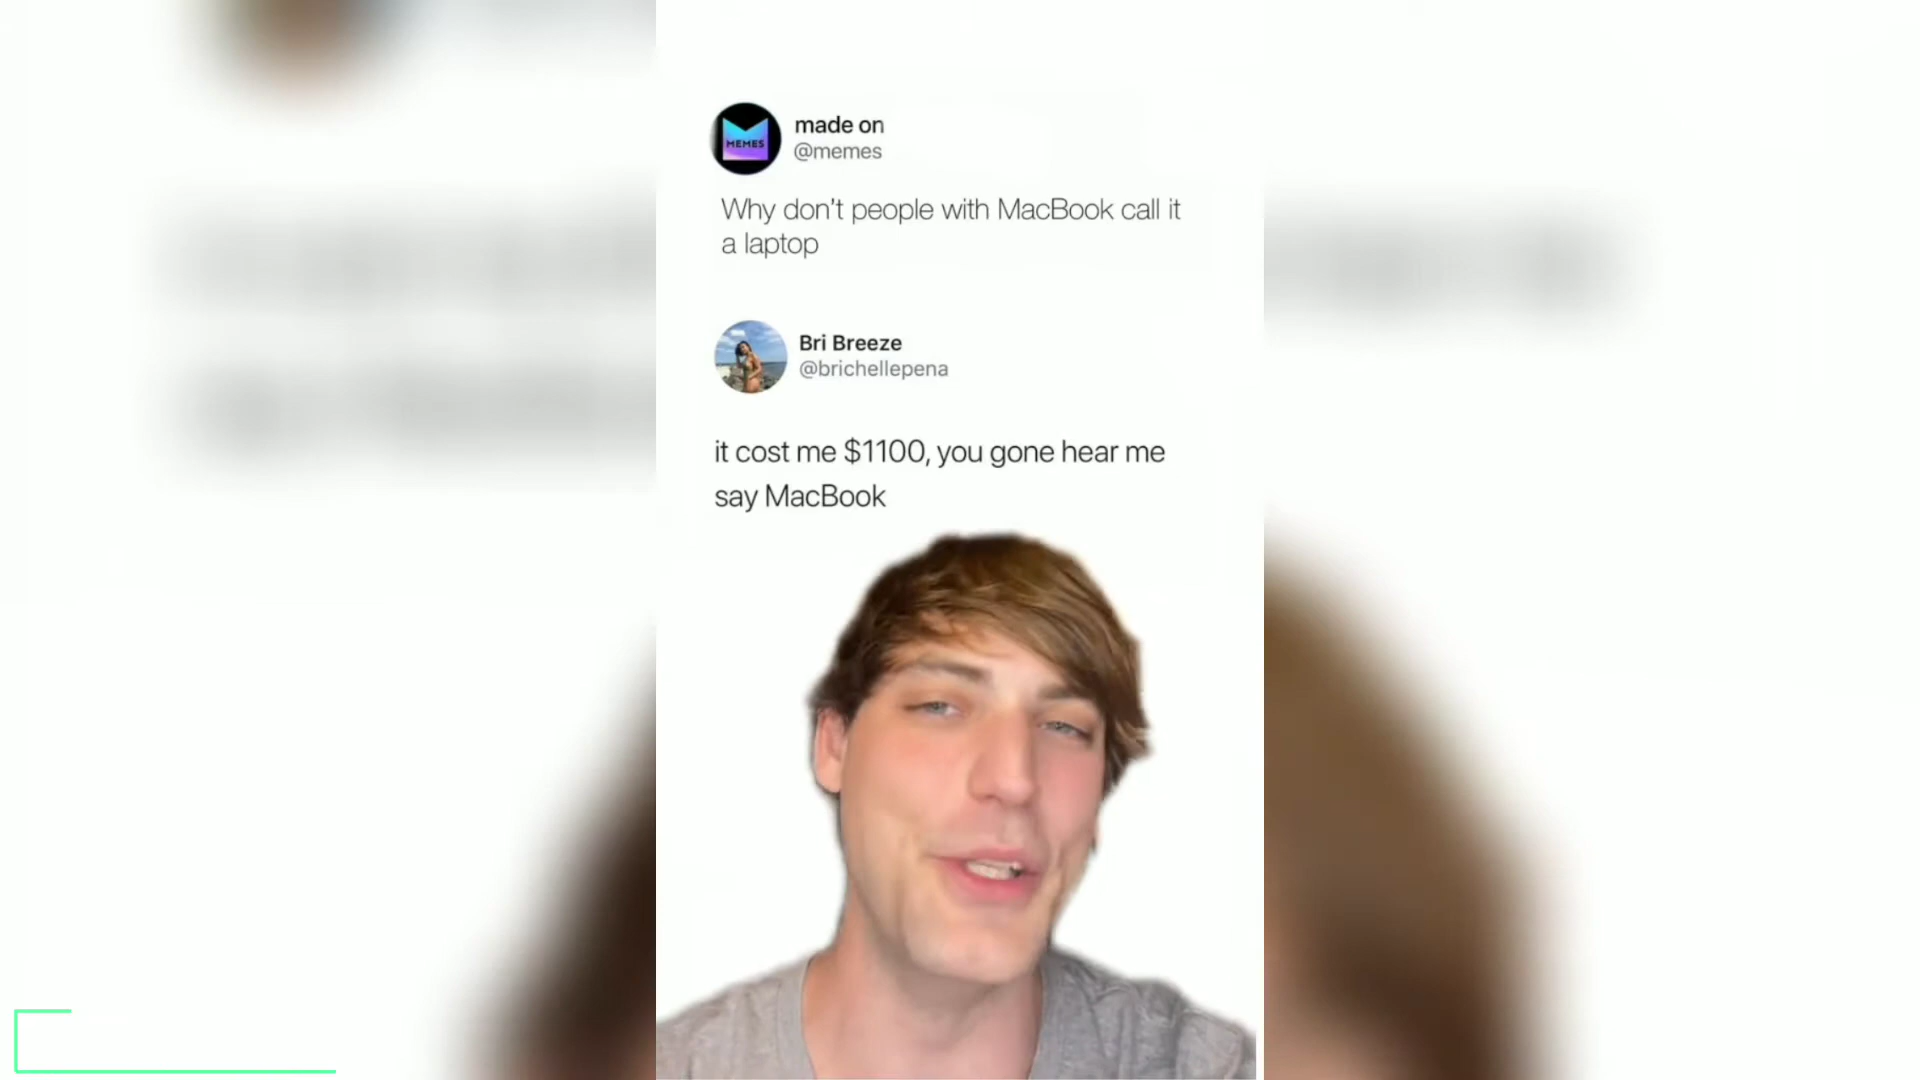 MEMES
made on
@memes
Why don't people with MacBook call it
a laptop
Bri Breeze
@brichellepena
it cost me $1100, you gone hear me
say MacBook